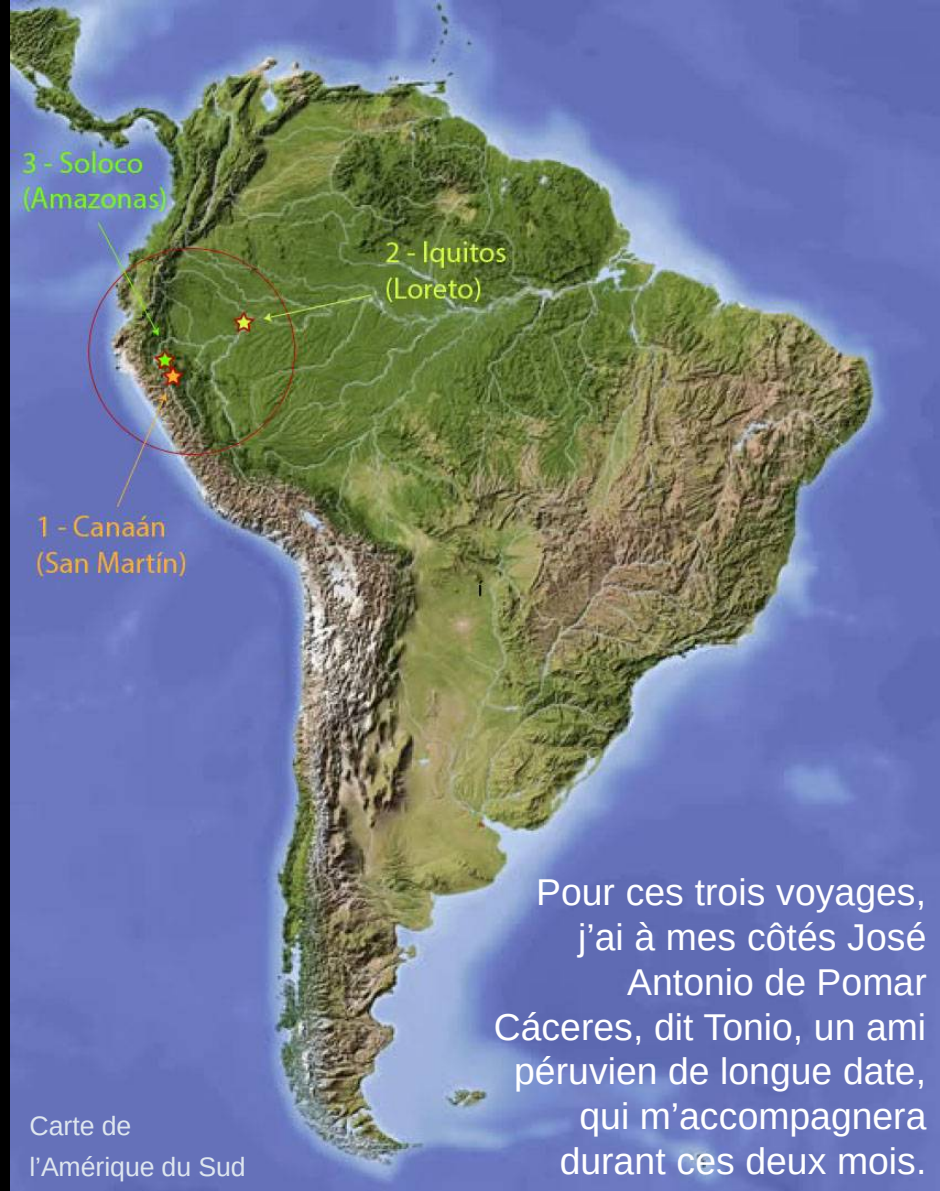 3 - Soloco
(Amazonas)
2 - Iquitos
(Loreto)
1 - Canaán
(San Martín)
í
Pour ces trois voyages,
j'ai à mes côtés José
Antonio de Pomar
Cáceres, dit Tonio, un ami
péruvien de longue date,
qui m’accompagnera
durant ces deux mois.
Carte de
l’Amérique du Sud